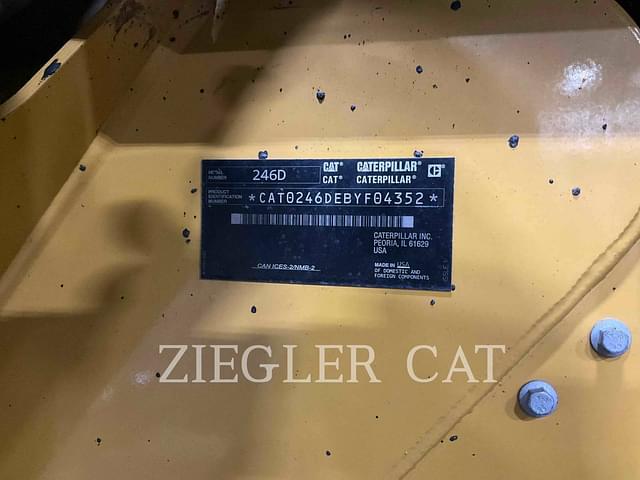 MODEL NUMBER 246D CAT® CATERPILLAR® C
CAT® CATERPILLAR®
PRODUCT IDENTIFICATION NUMBER *CAT0246DEBYF04352*
CATERPILLAR INC.
PEORIA, IL 61629
USA
CAN ICES-2/NMB-2
MADE IN USA
OF DOMESTIC AND
FOREIGN COMPONENTS
ZIEGLER CAT